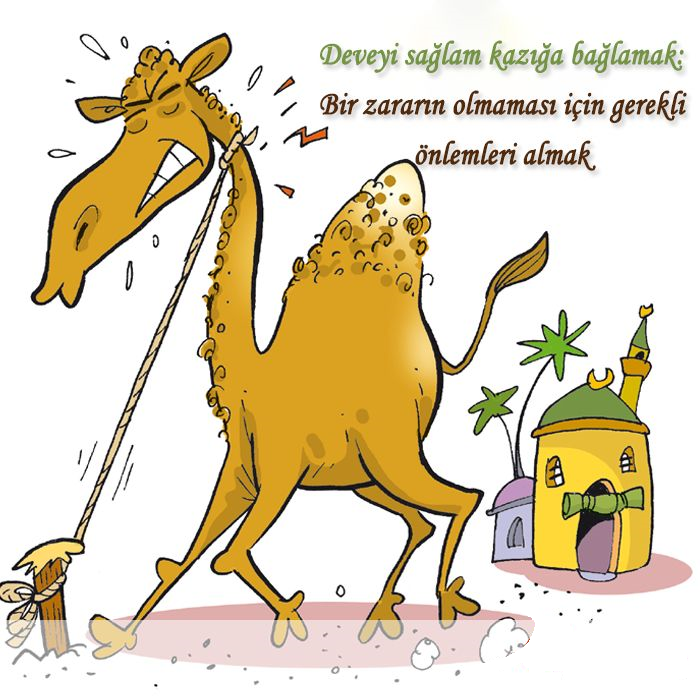 Deveyi sağlam kazığa bağlamak:
Bir zararın olmaması için gerekli
önlemleri almak